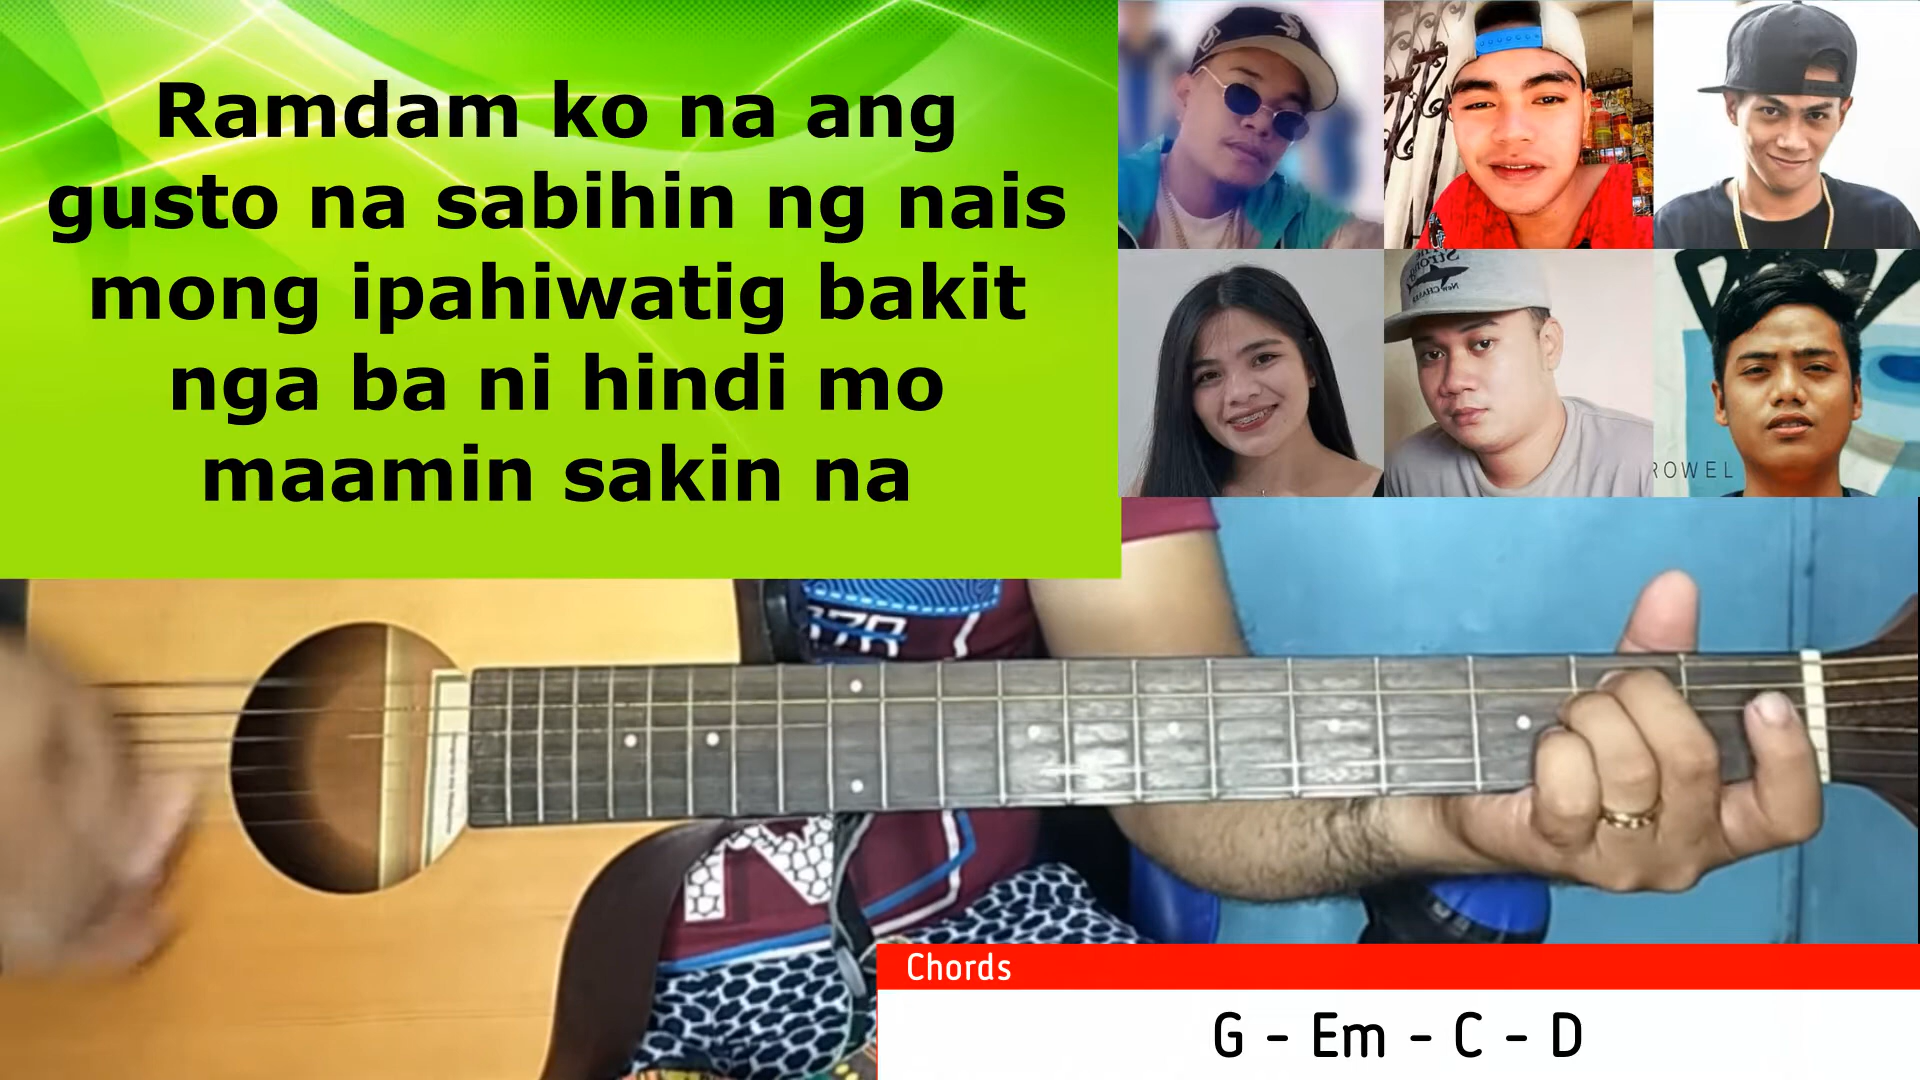 Ramdam ko na ang
gusto na sabihin ng nais
mong ipahiwatig bakit
nga ba ni hindi mo
maamin sakin na
ROWEL
Chords
G - Em - C - D